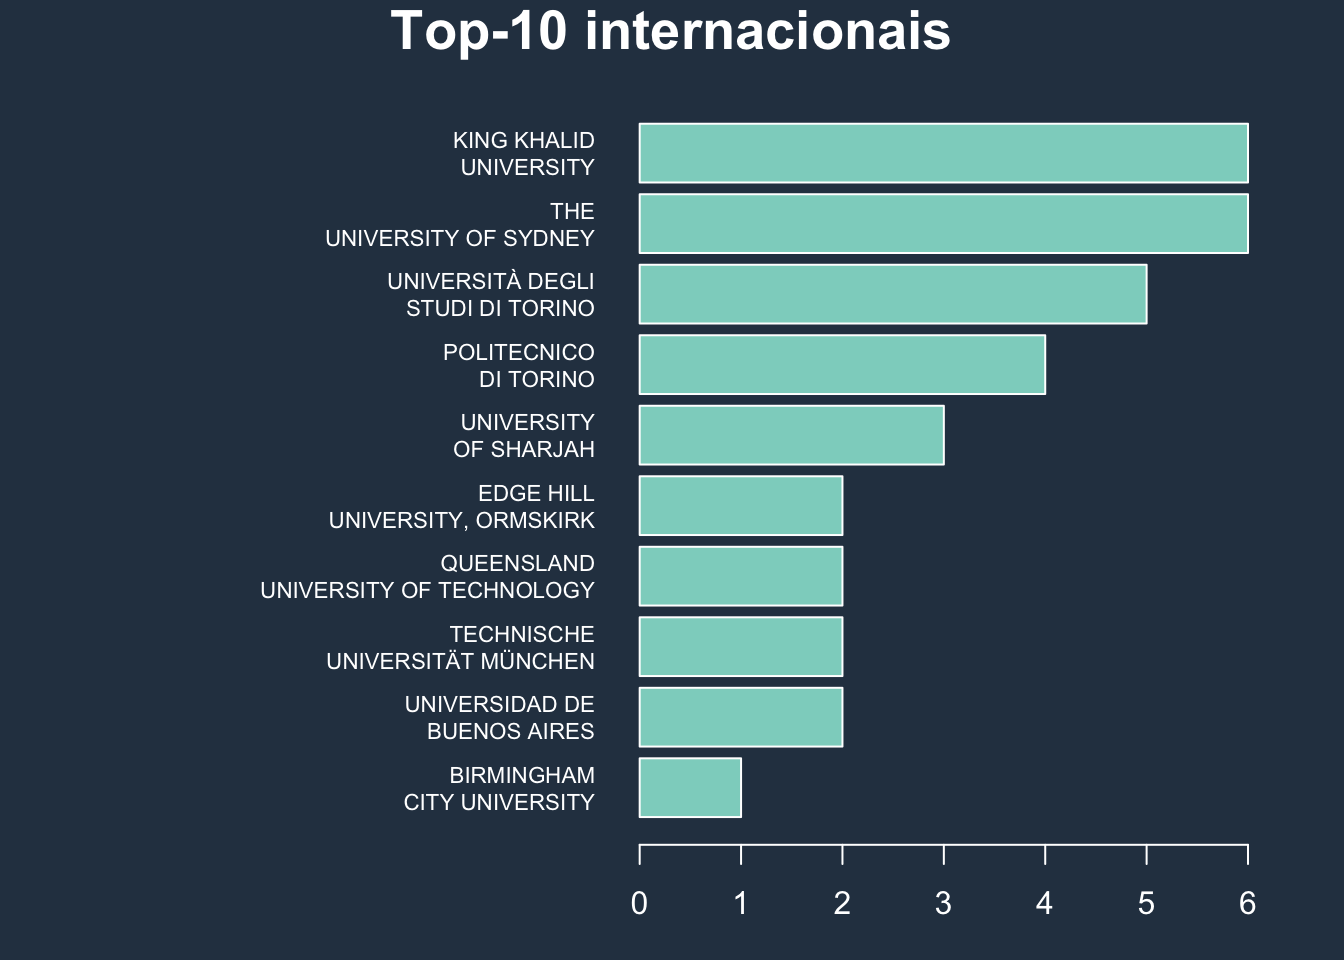 Top-10 internacionais
KING KHALID
UNIVERSITY
THE
UNIVERSITY OF SYDNEY
UNIVERSITÀ DEGLI
STUDI DI TORINO
POLITECNICO
DI TORINO
UNIVERSITY
OF SHARJAH
EDGE HILL
UNIVERSITY, ORMSKIRK
QUEENSLAND
UNIVERSITY OF TECHNOLOGY
TECHNISCHE
UNIVERSITÄT MÜNCHEN
UNIVERSIDAD DE
BUENOS AIRES
BIRMINGHAM
CITY UNIVERSITY
0 1 2 3 4 5 6